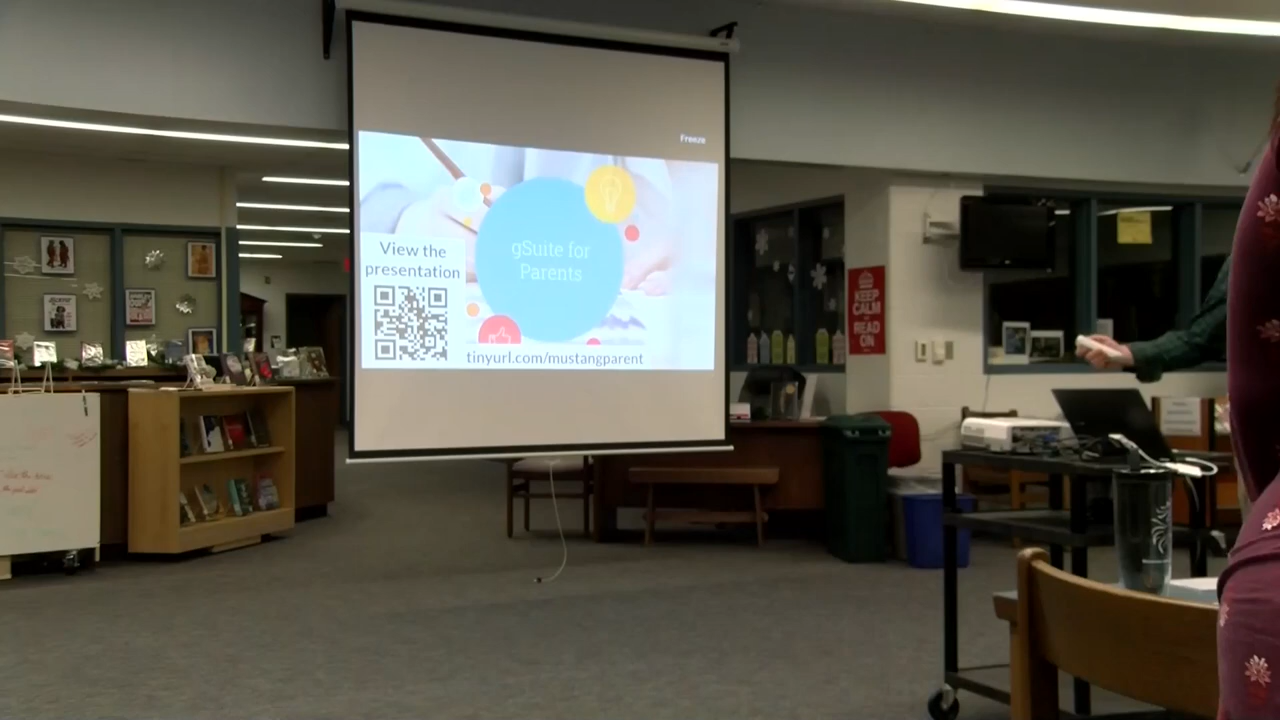 Freeze
View the
presentation
gSuite for
Parents
tinyurl.com/mustangparent
KEEP
CALM
AND
READ
ON